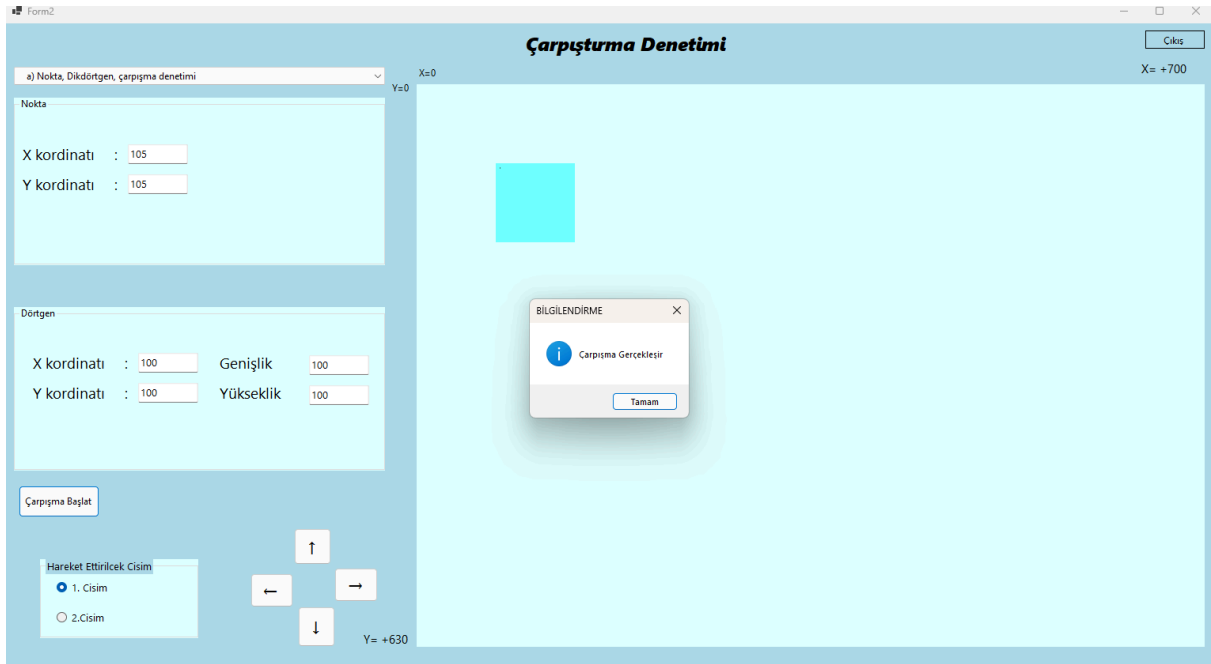 Form2
Çarpıştırma Denetimi
Çıkış
a) Nokta, Dikdörtgen, çarpışma denetimi
X=0
X= +700
Y=0
Nokta
X kordinatı : 105
Y kordinatı : 105
Dörtgen
X kordinatı : 100 Genişlik 100
Y kordinatı : 100 Yükseklik 100
BİLGİLENDİRME
Çarpışma Gerçekleşir
Tamam
Çarpışma Başlat
Hareket Ettirilcek Cisim
1. Cisim
2.Cisim
↑
←
→
↓
Y= +630